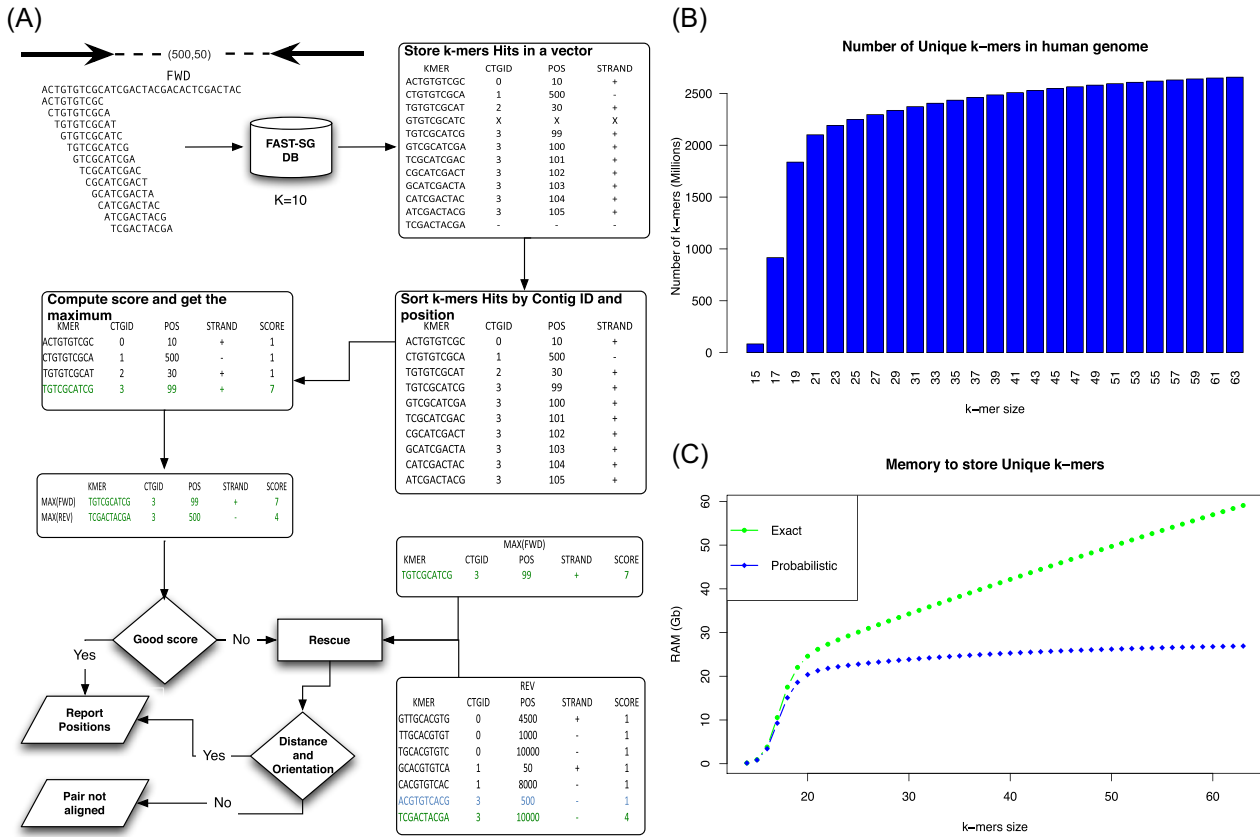 (A)
(500,50)
FWD
ACTGTGTCGCATCGACTACGACACTCGACTAC
ACTGTGTCGC
CTGTGTCGCA
TGTGTCGCAT
GTGTCGCATC
TGTCGCATCG
GTCGCATCGA
TCGCATCGAC
CGCATCGACT
GCATCGACTA
CATCGACTAC
ATCGACTACG
TCGACTACGA
FAST-SG
DB
K=10
Store k-mers Hits in a vector
KMER CTGID POS STRAND
ACTGTGTCGC 0 10 +
CTGTGTCGCA 1 500 -
TGTGTCGCAT 2 30 +
GTGTCGCATC X X X
TGTCGCATCG 3 99 +
GTCGCATCGA 3 100 +
TCGCATCGAC 3 101 +
CGCATCGACT 3 102 +
GCATCGACTA 3 103 +
CATCGACTAC 3 104 +
ATCGACTACG 3 105 +
TCGACTACGA - - -
Sort k-mers Hits by Contig ID and
position
KMER CTGID POS STRAND
ACTGTGTCGC 0 10 +
CTGTGTCGCA 1 500 -
TGTGTCGCAT 2 30 +
TGTCGCATCG 3 99 +
GTCGCATCGA 3 100 +
TCGCATCGAC 3 101 +
CGCATCGACT 3 102 +
GCATCGACTA 3 103 +
CATCGACTAC 3 104 +
ATCGACTACG 3 105 +
Compute score and get the
maximum
KMER CTGID POS STRAND SCORE
ACTGTGTCGC 0 10 + 1
CTGTGTCGCA 1 500 - 1
TGTGTCGCAT 2 30 + 1
TGTCGCATCG 3 99 + 7
KMER CTGID POS STRAND SCORE
MAX(FWD) TGTCGCATCG 3 99 + 7
MAX(REV) TCGACTACGA 3 500 - 4
Good score
No
Yes
Rescue
Report
Positions
Distance
and
Orientation
Yes
No
Pair not
aligned
MAX(FWD)
KMER CTGID POS STRAND SCORE
TGTCGCATCG 3 99 + 7
REV
KMER CTGID POS STRAND SCORE
GTTGCACGTG 0 4500 + 1
TTGCACGTGT 0 1000 - 1
TGCACGTGTC 0 10000 - 1
GCACGTGTCA 1 50 + 1
CACGTGTCAC 1 8000 - 1
ACGTGTCACG 3 500 - 1
TCGACTACGA 3 10000 - 4
(B)
Number of Unique k−mers in human genome
Number of k−mers (Millions)
2500
2000
1500
1000
500
0
15 17 19 21 23 25 27 29 31 33 35 37 39 41 43 45 47 49 51 53 55 57 59 61 63
k−mer size
(C)
Memory to store Unique k−mers
Exact
Probabilistic
RAM (Gb)
60
50
40
30
20
10
0
20 30 40 50 60
k−mers size